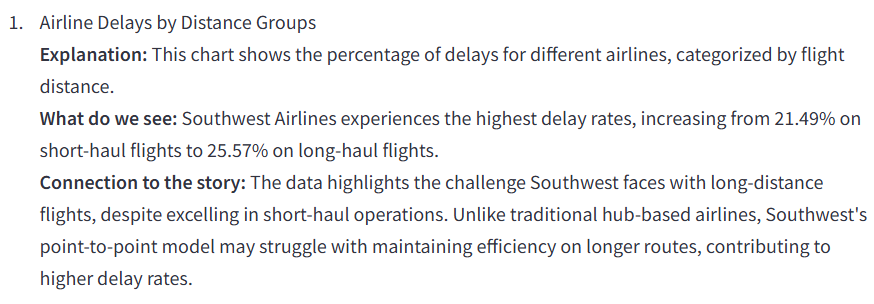 1. Airline Delays by Distance Groups
Explanation: This chart shows the percentage of delays for different airlines, categorized by flight
distance.
What do we see: Southwest Airlines experiences the highest delay rates, increasing from 21.49% on
short-haul flights to 25.57% on long-haul flights.
Connection to the story: The data highlights the challenge Southwest faces with long-distance
flights, despite excelling in short-haul operations. Unlike traditional hub-based airlines, Southwest's
point-to-point model may struggle with maintaining efficiency on longer routes, contributing to
higher delay rates.